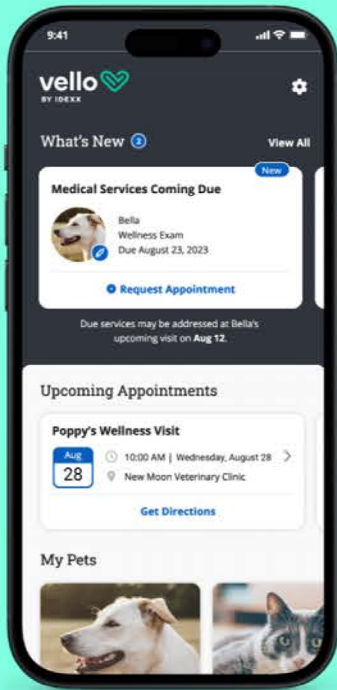 9:41
vello
BY IDEXX
What's New 2
View All
New
Medical Services Coming Due
Bella
Wellness Exam
Due August 23, 2023
Request Appointment
Due services may be addressed at Bella's
upcoming visit on Aug 12.
Upcoming Appointments
Poppy's Wellness Visit
Aug
28
10:00 AM | Wednesday, August 28
New Moon Veterinary Clinic
Get Directions
My Pets